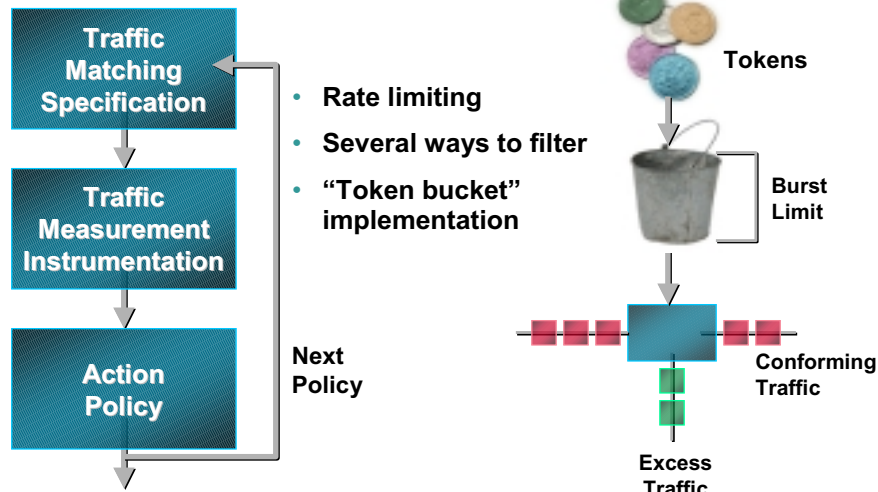 Traffic
Matching
Specification
Traffic
Measurement
Instrumentation
Action
Policy
Next
Policy
• Rate limiting
• Several ways to filter
• “Token bucket”
implementation
Tokens
Burst
Limit
Conforming
Traffic
Excess
Traffic